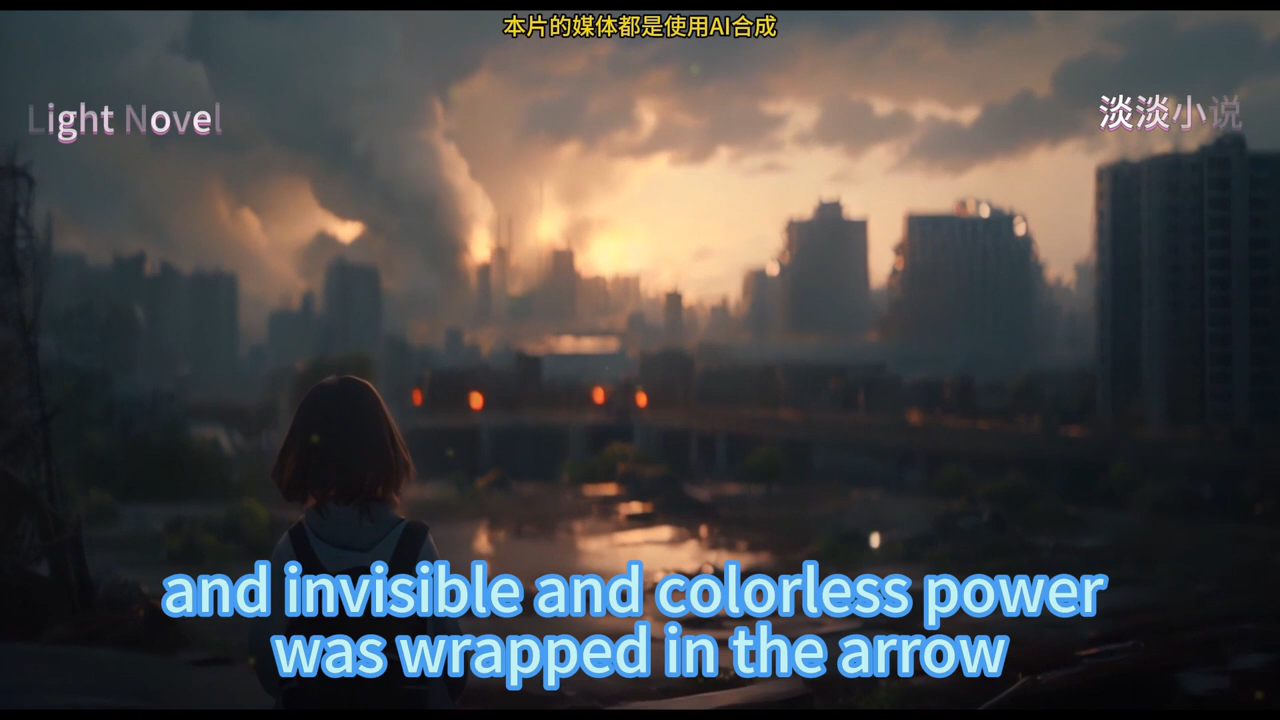 本片的媒体都是使用AI合成
Light Novel
淡淡小说
and invisible and colorless power
was wrapped in the arrow